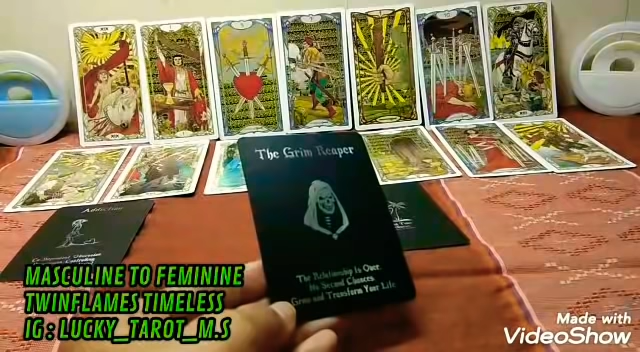 The Grim Reaper
The Relationship Is Over.
No Second Chances.
Grow and Transform Your Life
MASCULINE TO FEMININE
TWINFLAMES TIMELESS
IG : LUCKY_TAROT_M.S
Made with
VideoShow